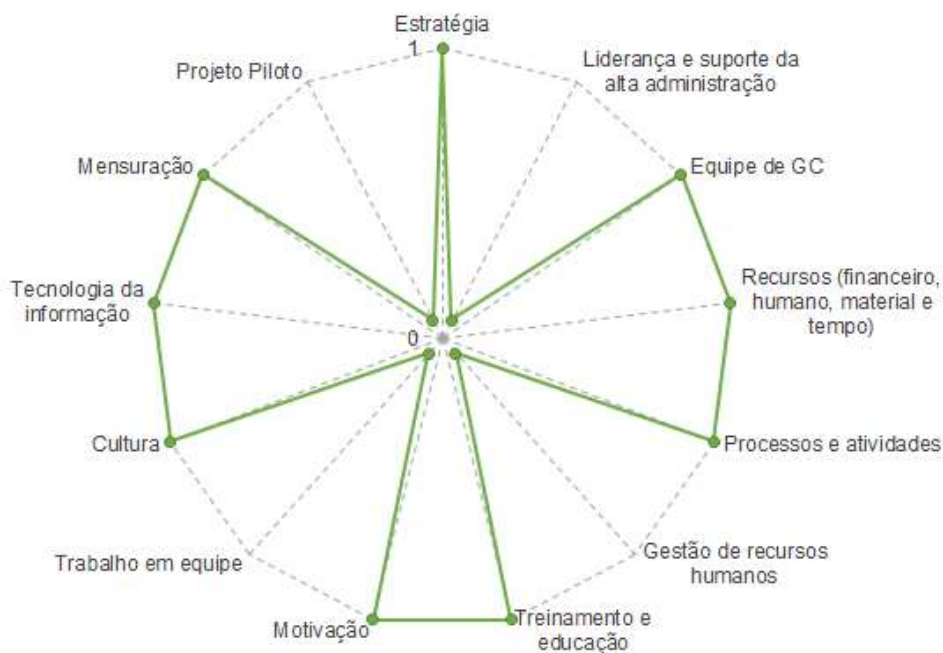 Estratégia
1
Liderança e suporte da
alta administração
Projeto Piloto
Equipe de GC
Mensuração
Recursos (financeiro,
humano, material e
tempo)
Tecnologia da
informação
0
Processos e atividades
Cultura
Gestão de recursos
humanos
Trabalho em equipe
Treinamento e
educação
Motivação